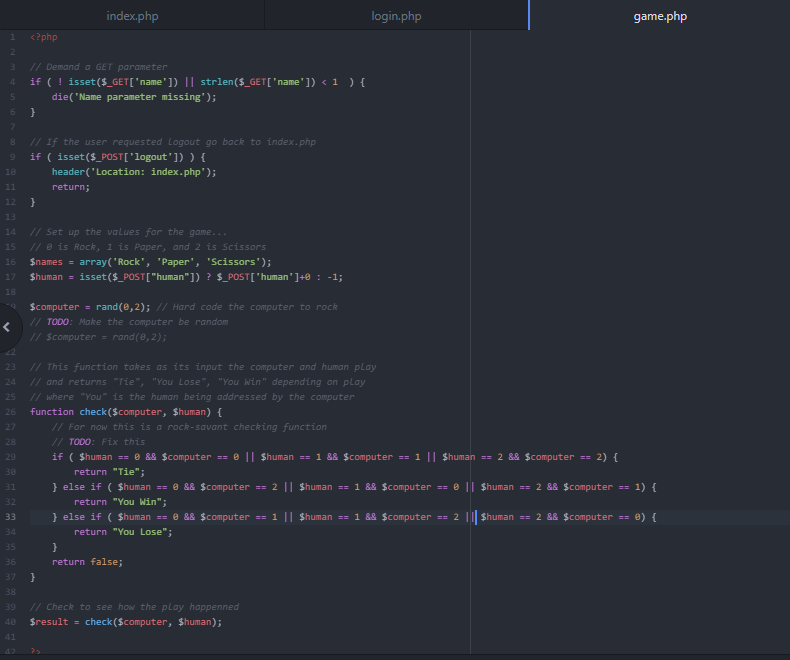 index.php
login.php
game.php
1 <?php
2
3 // Demand a GET parameter
4 if ( ! isset($_GET['name']) || strlen($_GET['name']) < 1  ) {
5     die('Name parameter missing');
6 }
7
8 // If the user requested logout go back to index.php
9 if ( isset($_POST['logout']) ) {
10     header('Location: index.php');
11     return;
12 }
13
14 // Set up the values for the game...
15 // 0 is Rock, 1 is Paper, and 2 is Scissors
16 $names = array('Rock', 'Paper', 'Scissors');
17 $human = isset($_POST["human"]) ? $_POST['human']+0 : -1;
18
$computer = rand(0,2); // Hard code the computer to rock
// TODO: Make the computer be random
// $computer = rand(0,2);
22
23 // This function takes as its input the computer and human play
24 // and returns "Tie", "You Lose", "You Win" depending on play
25 // where "You" is the human being addressed by the computer
26 function check($computer, $human) {
27     // For now this is a rock-savant checking function
28     // TODO: Fix this
29     if ( $human == 0 && $computer == 0 || $human == 1 && $computer == 1 || $human == 2 && $computer == 2) {
30         return "Tie";
31     } else if ( $human == 0 && $computer == 2 || $human == 1 && $computer == 0 || $human == 2 && $computer == 1) {
32         return "You Win";
33     } else if ( $human == 0 && $computer == 1 || $human == 1 && $computer == 2 || $human == 2 && $computer == 0) {
34         return "You Lose";
35     }
36     return false;
37 }
38
39 // Check to see how the play happenned
40 $result = check($computer, $human);
41
42 ?>